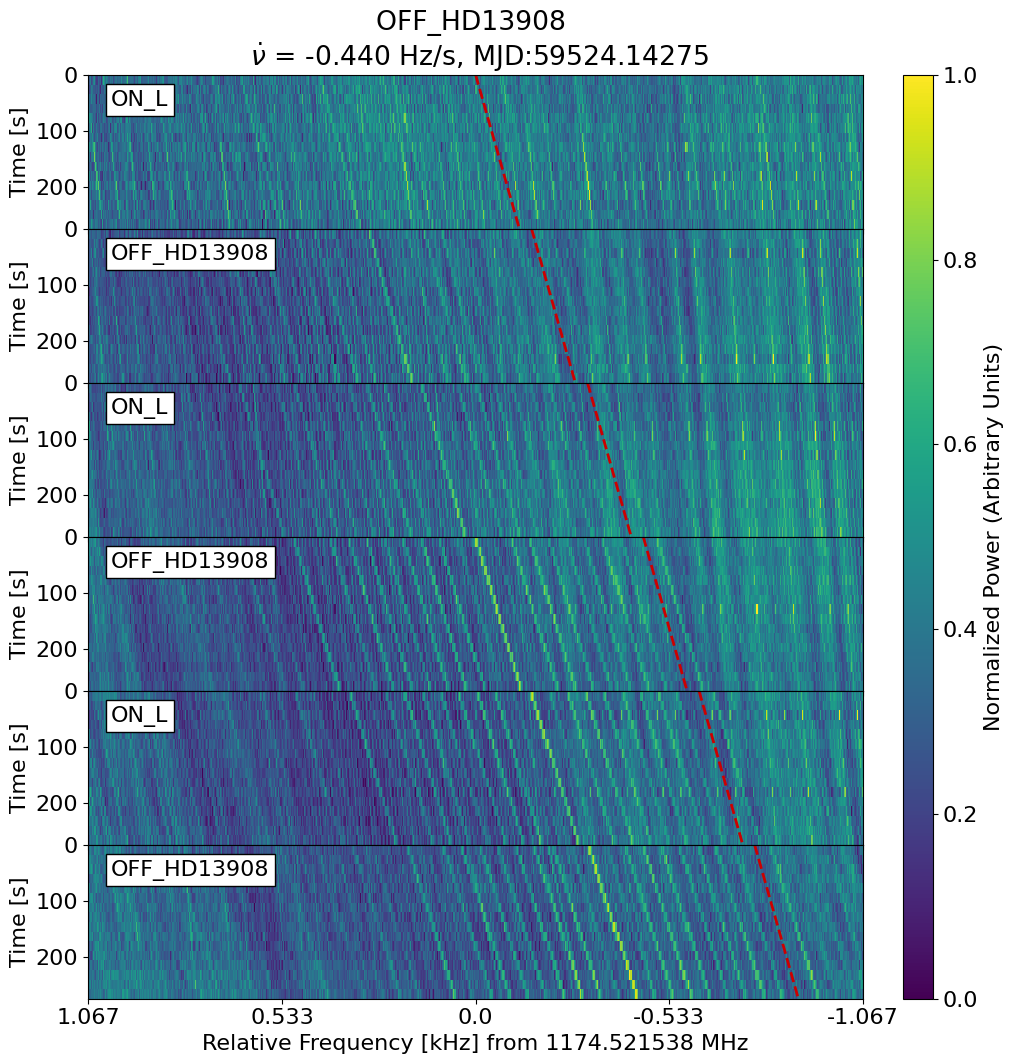 OFF_HD13908
ν̇ = -0.440 Hz/s, MJD:59524.14275
0
100
200
Time [s]
ON_L
0
100
200
Time [s]
OFF_HD13908
0
100
200
Time [s]
ON_L
0
100
200
Time [s]
OFF_HD13908
0
100
200
Time [s]
ON_L
0
100
200
Time [s]
OFF_HD13908
1.067
0.533
0.0
-0.533
-1.067
Relative Frequency [kHz] from 1174.521538 MHz
1.0
0.8
0.6
0.4
0.2
0.0
Normalized Power (Arbitrary Units)